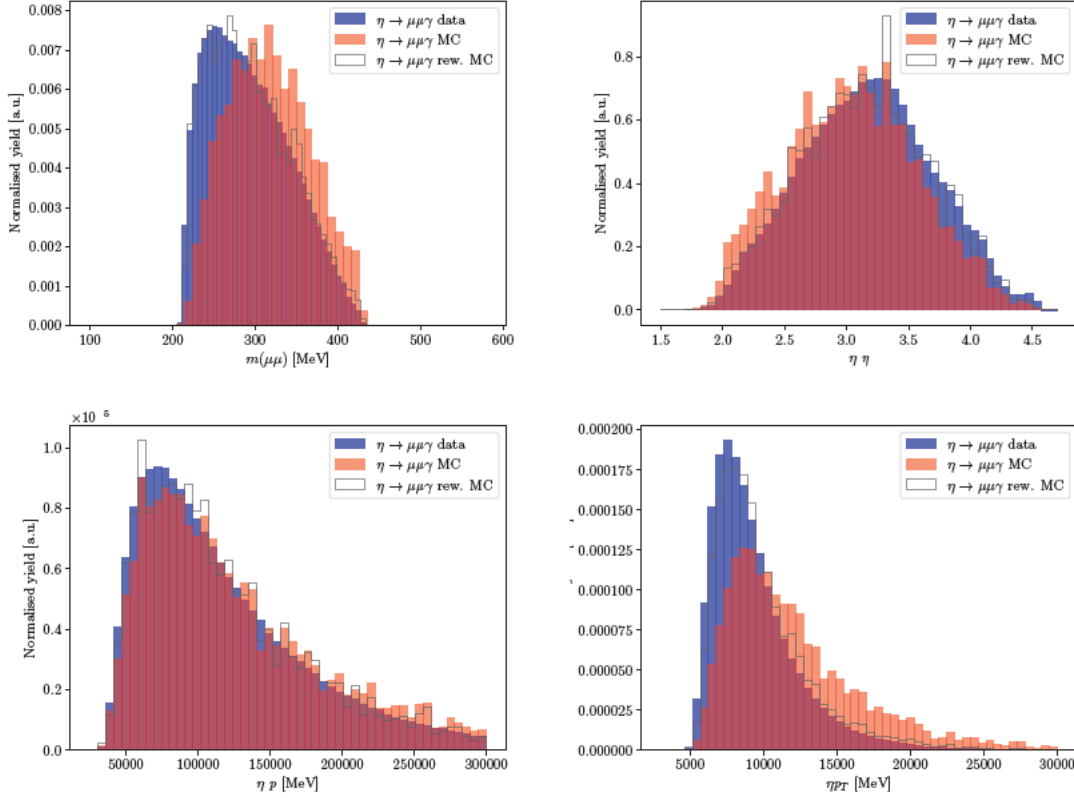 0.008
0.007
0.006
0.005
0.004
0.003
0.002
0.001
0.000
Normalised yield [a.u.]
η → μμγ data
η → μμγ MC
η → μμγ rew. MC
100 200 300 400 500 600
m(μμ) [MeV]
0.8
0.6
0.4
0.2
0.0
Normalised yield [a.u.]
η → μμγ data
η → μμγ MC
η → μμγ rew. MC
1.5 2.0 2.5 3.0 3.5 4.0 4.5
η η
×10
1.0
0.8
0.6
0.4
0.2
0.0
Normalised yield [a.u.]
η → μμγ data
η → μμγ MC
η → μμγ rew. MC
50000 100000 150000 200000 250000 300000
η p [MeV]
0.000200
0.000175
0.000150
0.000125
0.000100
0.000075
0.000050
0.000025
0.000000
η → μμγ data
η → μμγ MC
η → μμγ rew. MC
5000 10000 15000 20000 25000 30000
ηp_T [MeV]